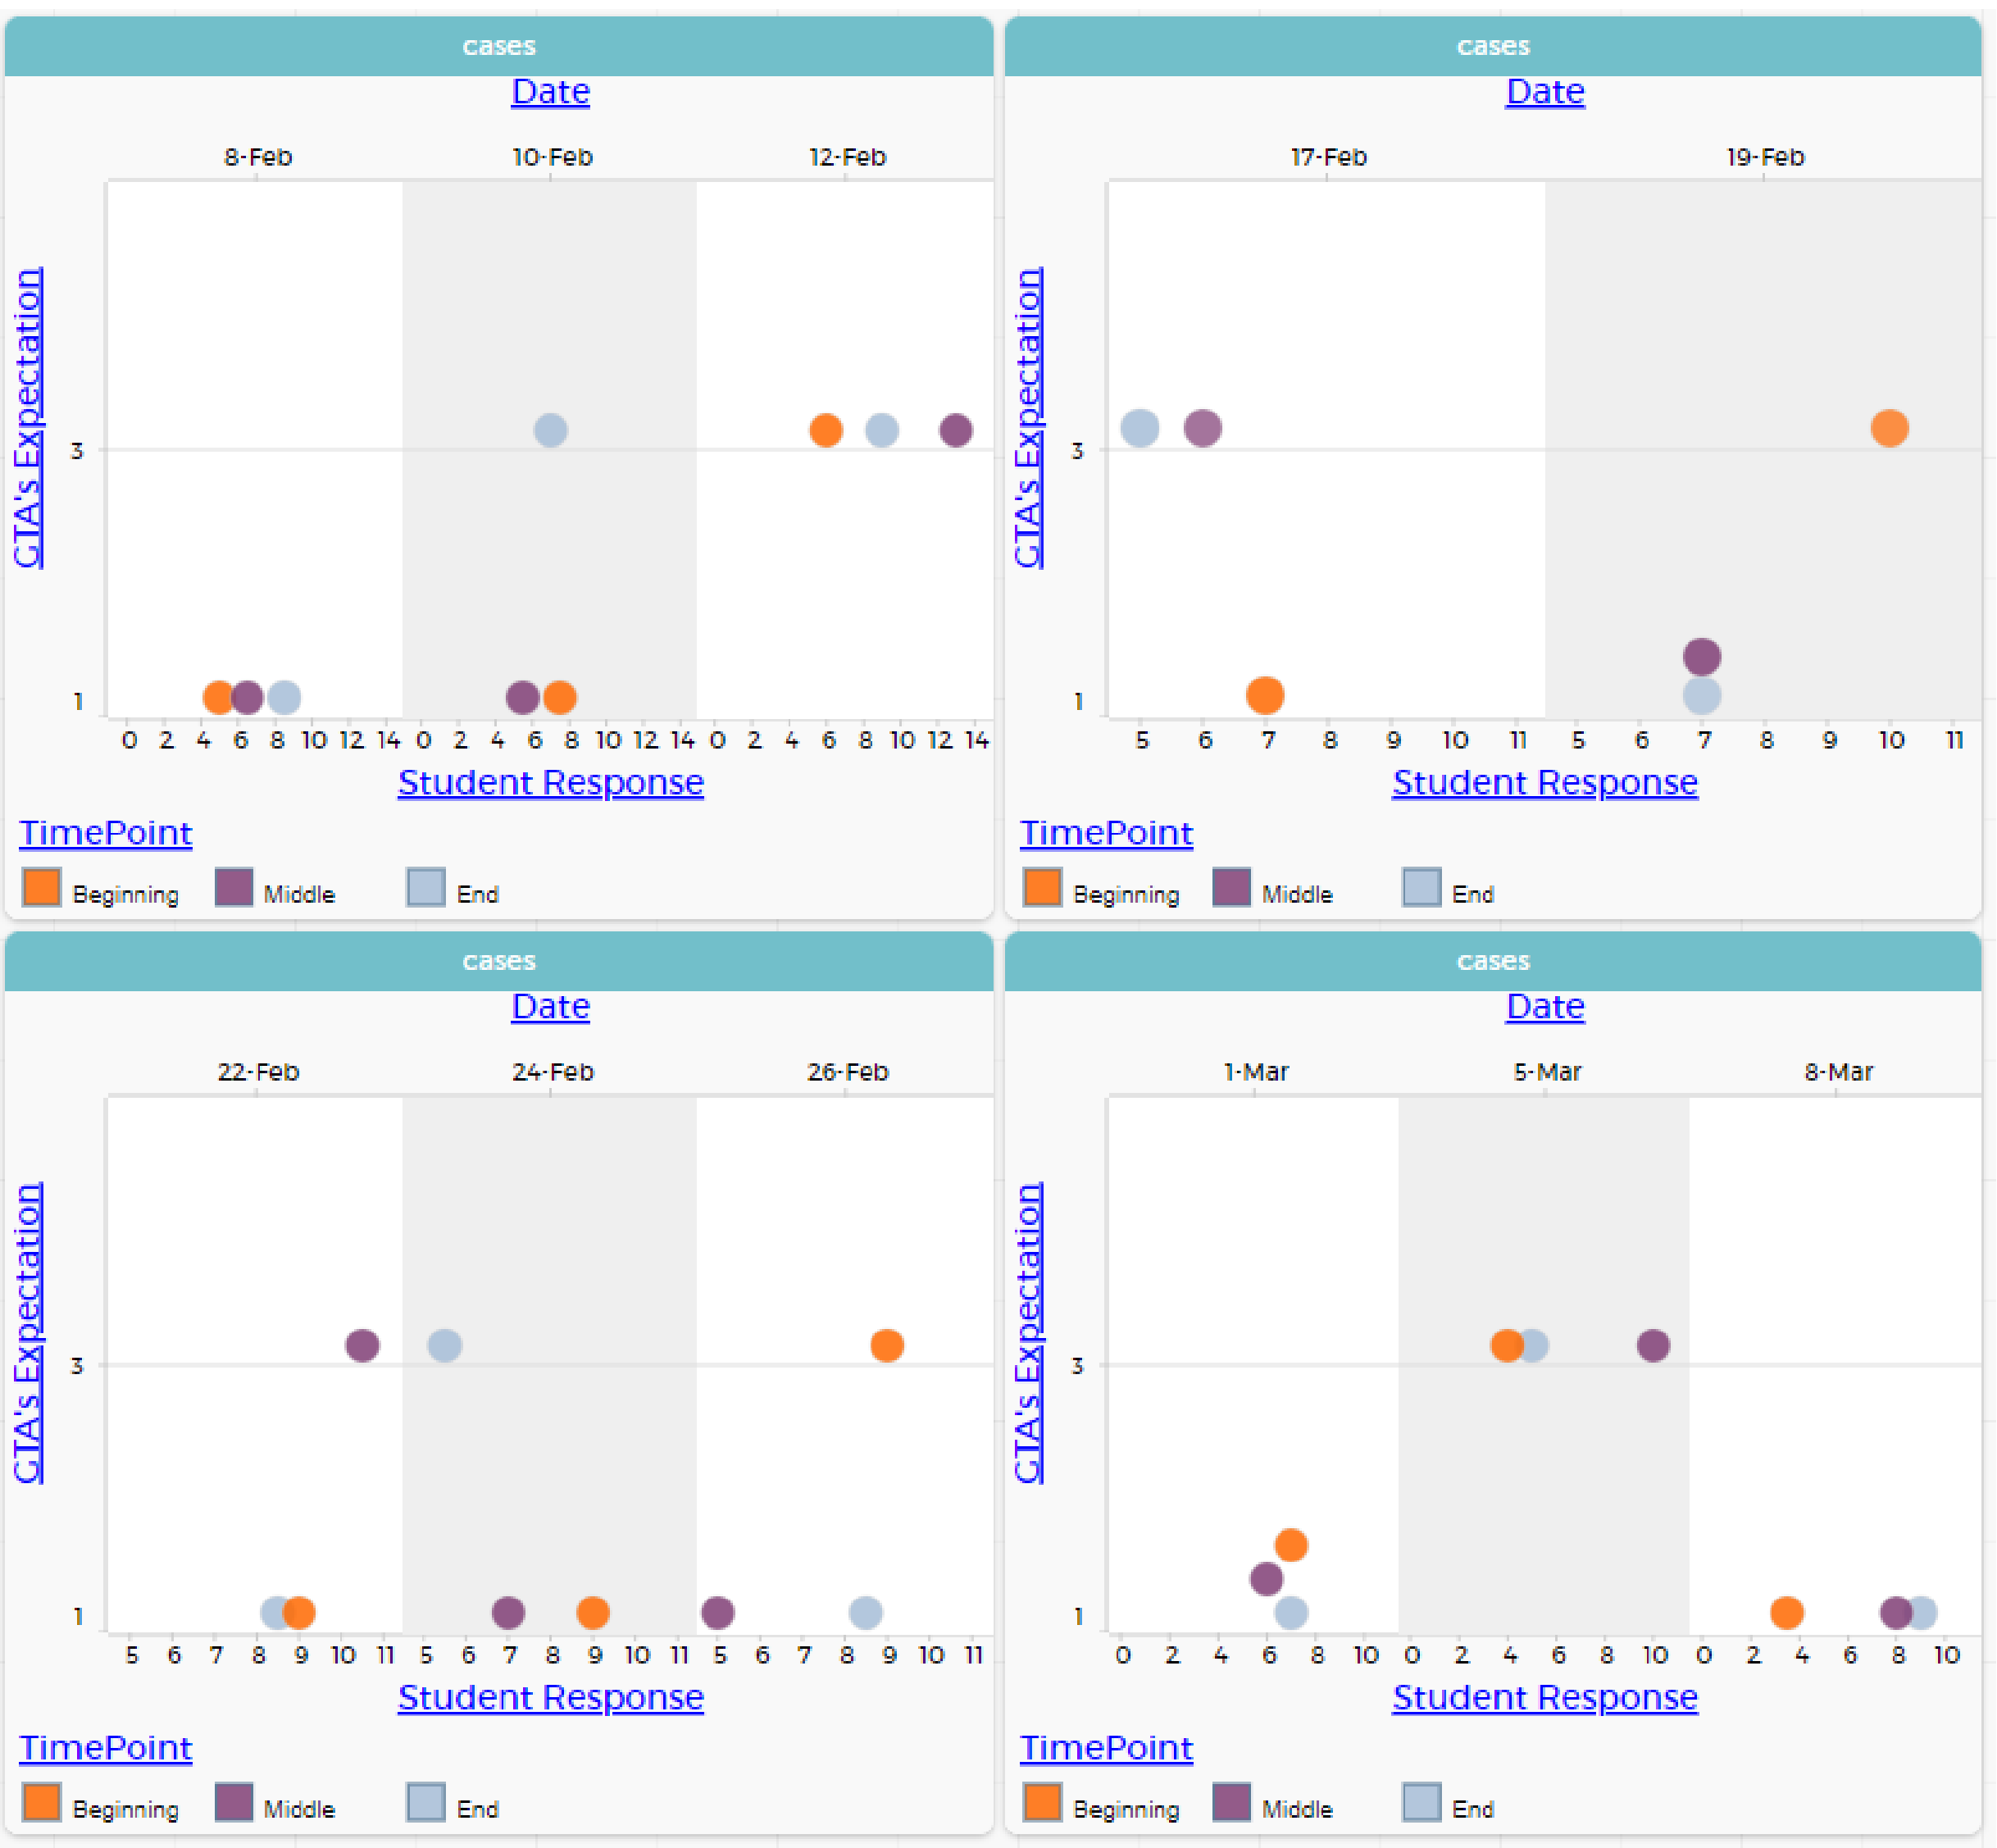 cases
Date
8-Feb 10-Feb 12-Feb
GTA's Expectation
3
1
0 2 4 6 8 10 12 14 0 2 4 6 8 10 12 14 0 2 4 6 8 10 12 14
Student Response
TimePoint
Beginning Middle End
cases
Date
17-Feb 19-Feb
GTA's Expectation
3
1
5 6 7 8 9 10 11 5 6 7 8 9 10 11
Student Response
TimePoint
Beginning Middle End
cases
Date
22-Feb 24-Feb 26-Feb
GTA's Expectation
3
1
5 6 7 8 9 10 11 5 6 7 8 9 10 11 5 6 7 8 9 10 11
Student Response
TimePoint
Beginning Middle End
cases
Date
1-Mar 5-Mar 8-Mar
GTA's Expectation
3
1
0 2 4 6 8 10 0 2 4 6 8 10 0 2 4 6 8 10
Student Response
TimePoint
Beginning Middle End